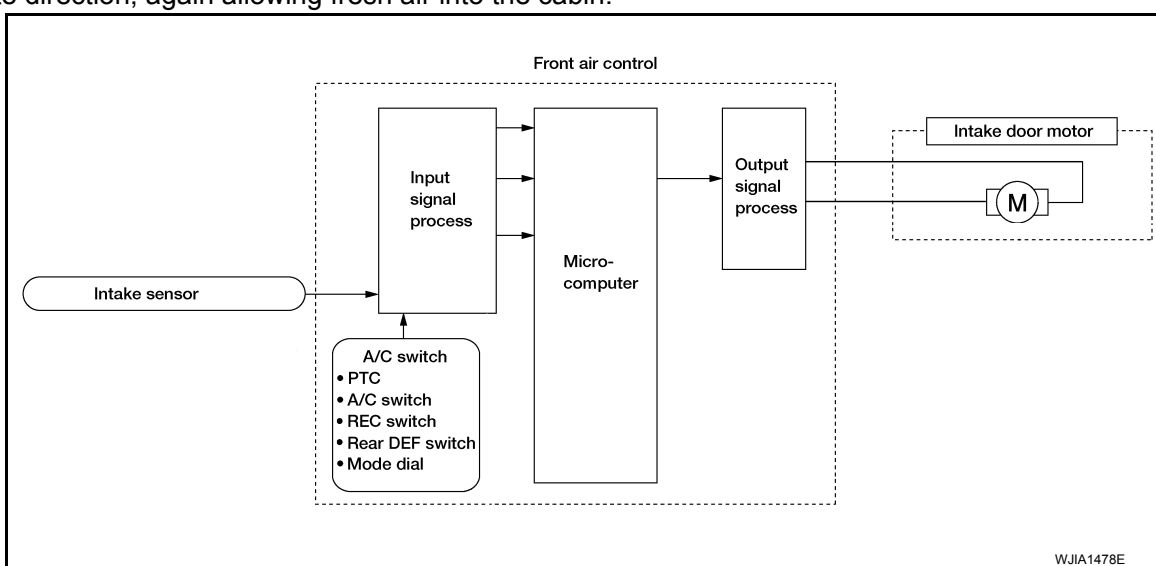 te direction, again allowing fresh air into the cabin.
Front air control
Intake door motor
Input
signal
process
Output
signal
process
M
Micro-
computer
Intake sensor
A/C switch
• PTC
• A/C switch
• REC switch
• Rear DEF switch
• Mode dial
WJIA1478E